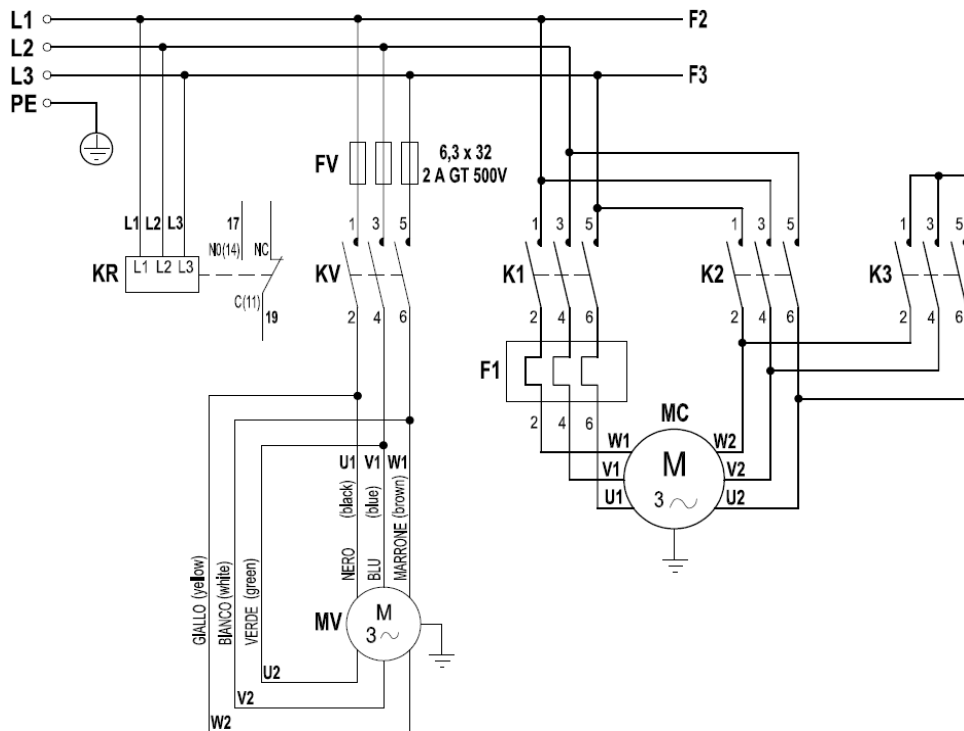 L1 F2
L2
L3 F3
PE
FV 6,3 x 32
2 A GT 500V
L1 L2 L3 17 1 3 5 1 3 5 1 3 5 1 3 5
N0(14) NC
KR L1 L2 L3 KV K1 K2 K3
C(11)
19 2 4 6 2 4 6 2 4 6 2 4 6
F1
2 4 6 MC
W1 W2
V1 M V2
U1 3 U2
U1 V1 W1
(black) (blue) (brown)
NERO BLU MARRONE
GIALLO (yellow)
BIANCO (white)
VERDE (green)
MV M
3
U2
V2
W2